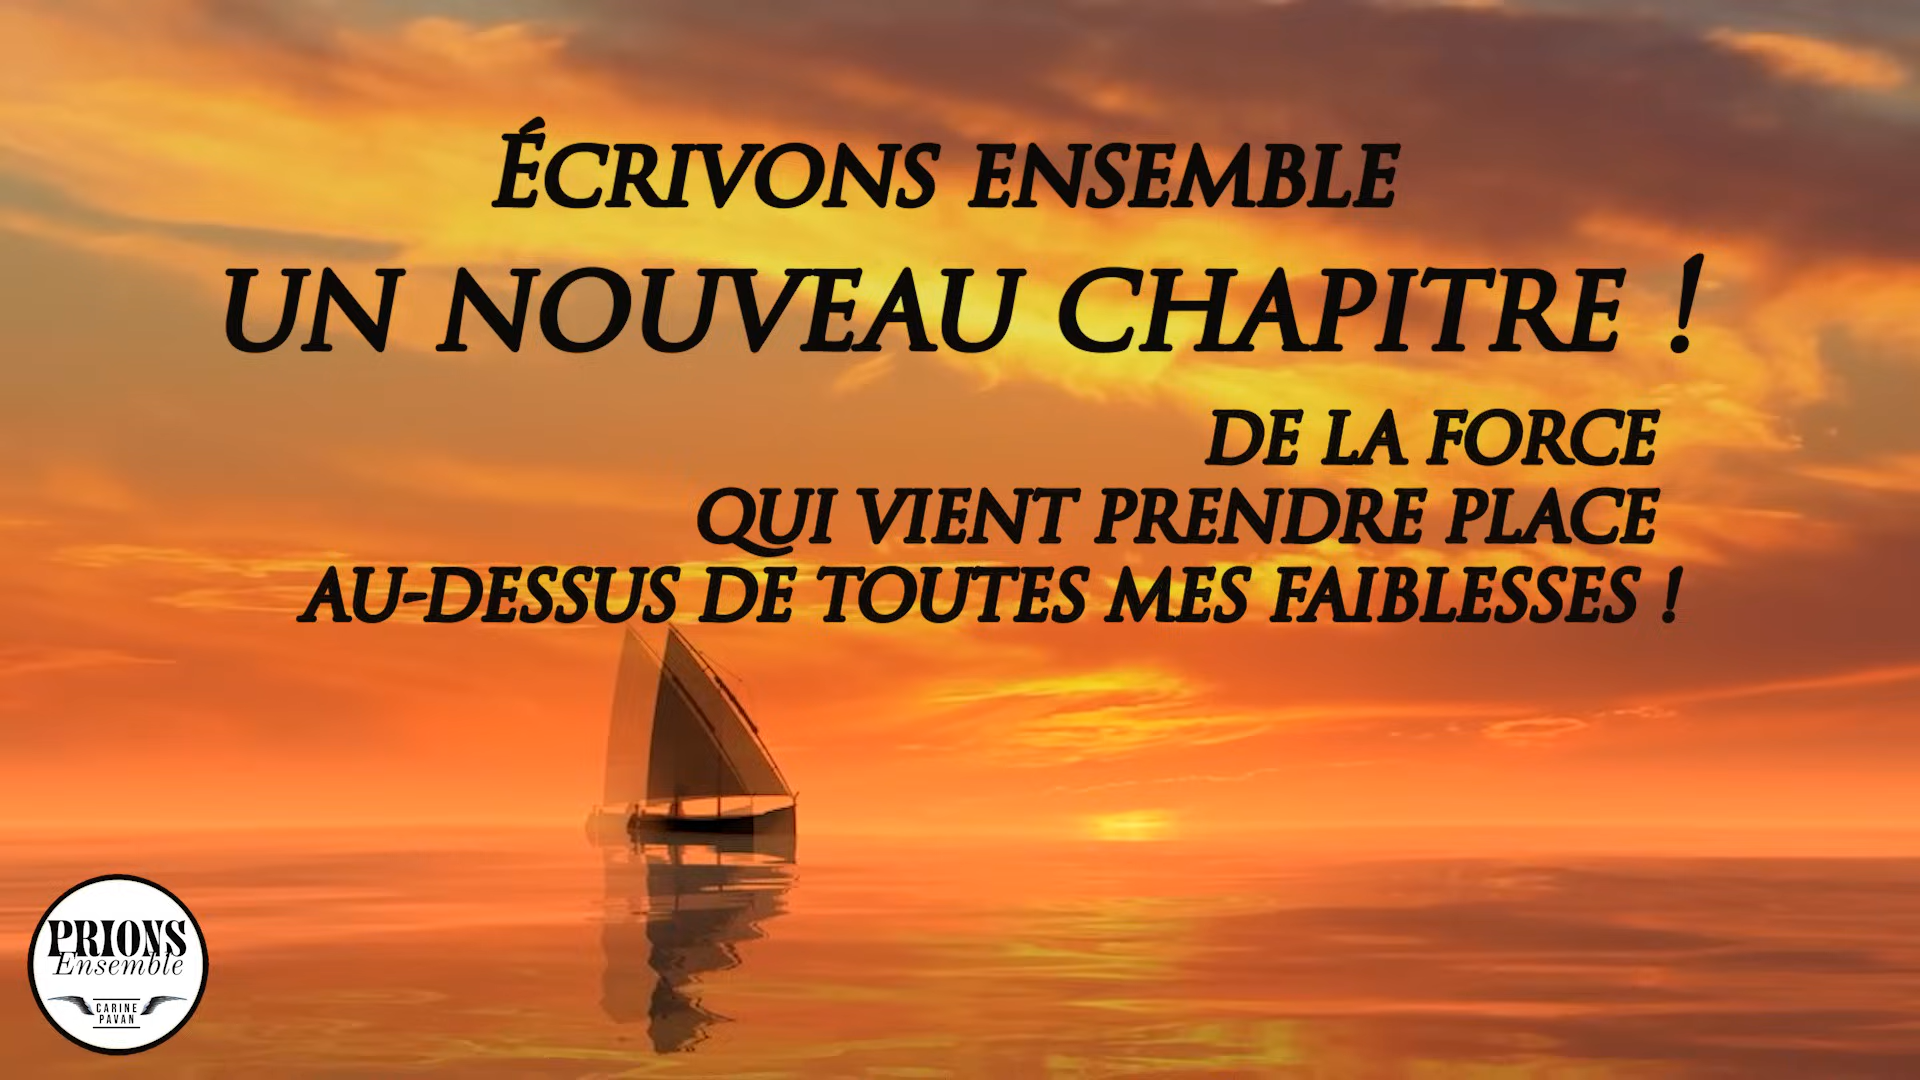 ÉCRIVONS ENSEMBLE
UN NOUVEAU CHAPITRE !
DE LA FORCE
QUI VIENT PRENDRE PLACE
AU-DESSUS DE TOUTES MES FAIBLESSES !
PRIONS
Ensemble
CARINE
PAVAN